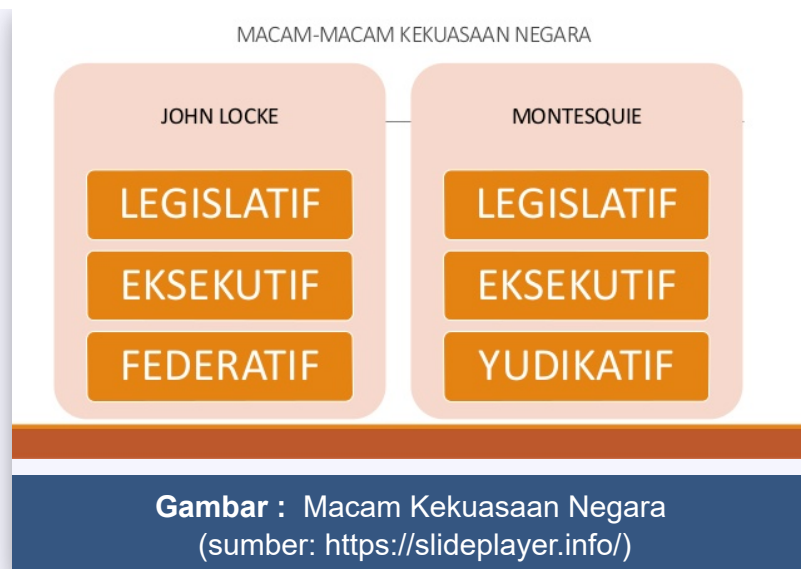 MACAM-MACAM KEKUASAAN NEGARA
JOHN LOCKE
LEGISLATIF
EKSEKUTIF
FEDERATIF
MONTESQUIE
LEGISLATIF
EKSEKUTIF
YUDIKATIF
Gambar : Macam Kekuasaan Negara
(sumber: https://slideplayer.info/)